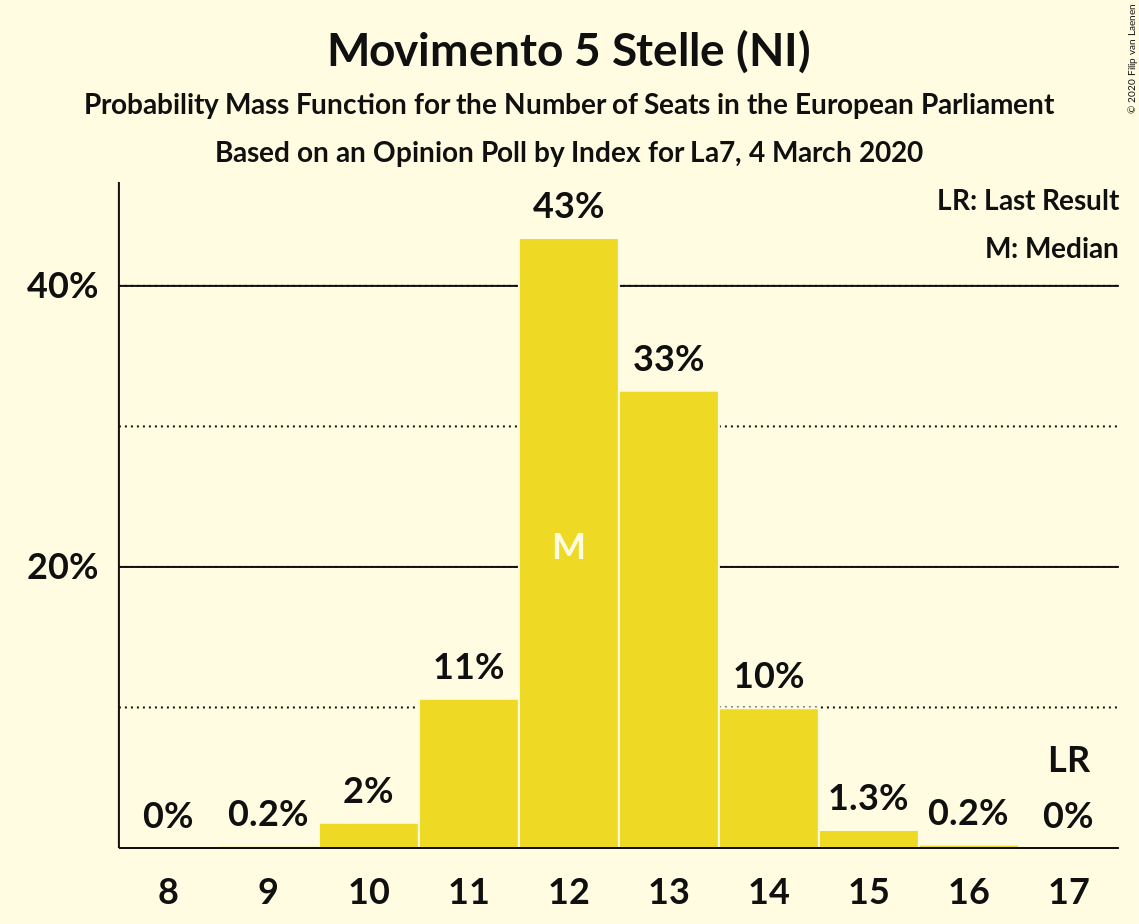 Movimento 5 Stelle (NI)
Probability Mass Function for the Number of Seats in the European Parliament
Based on an Opinion Poll by Index for La7, 4 March 2020
© 2020 Filip van Laenen
LR: Last Result
M: Median
43%
40%
33%
M
20%
11%
10%
LR
2%
1.3%
0%
0.2%
0.2%
0%
8 9 10 11 12 13 14 15 16 17